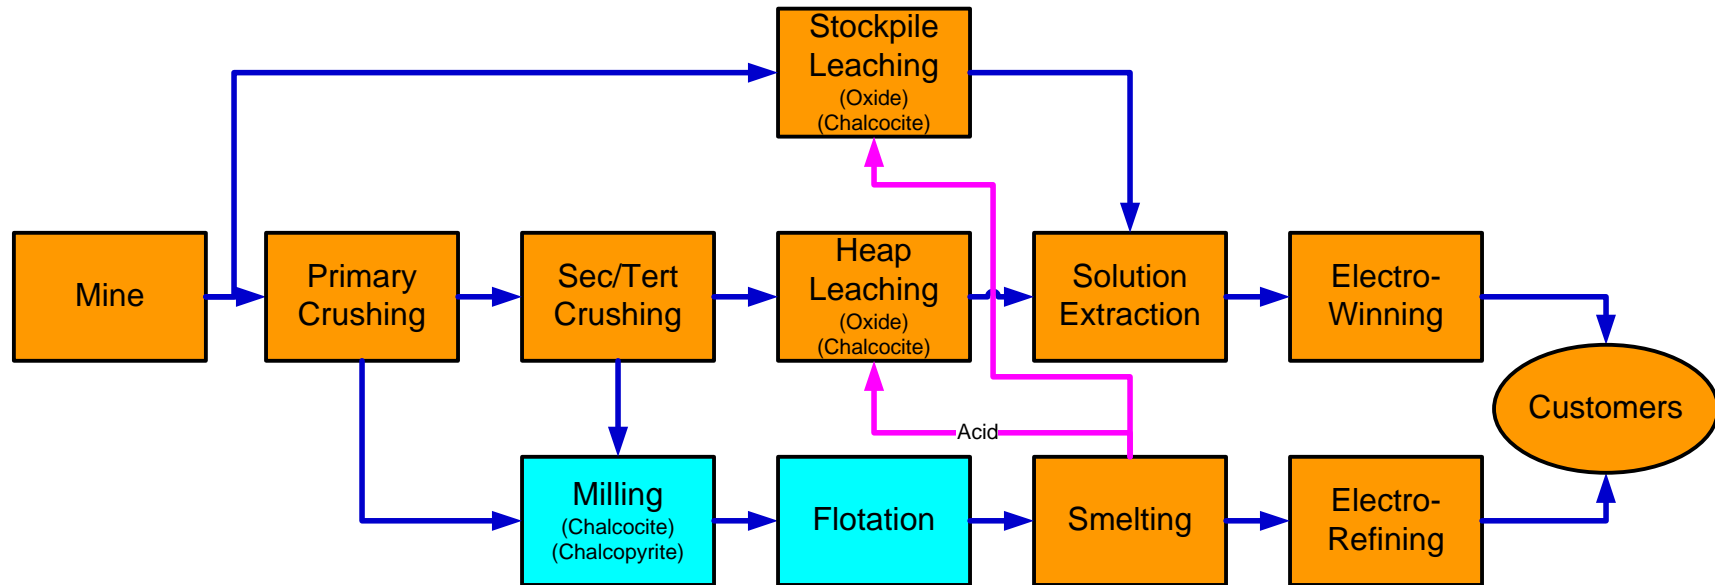 Stockpile
Leaching
(Oxide)
(Chalcocite)
Mine
Primary
Crushing
Sec/Tert
Crushing
Heap
Leaching
(Oxide)
(Chalcocite)
Solution
Extraction
Electro-
Winning
Customers
Acid
Milling
(Chalcocite)
(Chalcopyrite)
Flotation
Smelting
Electro-
Refining